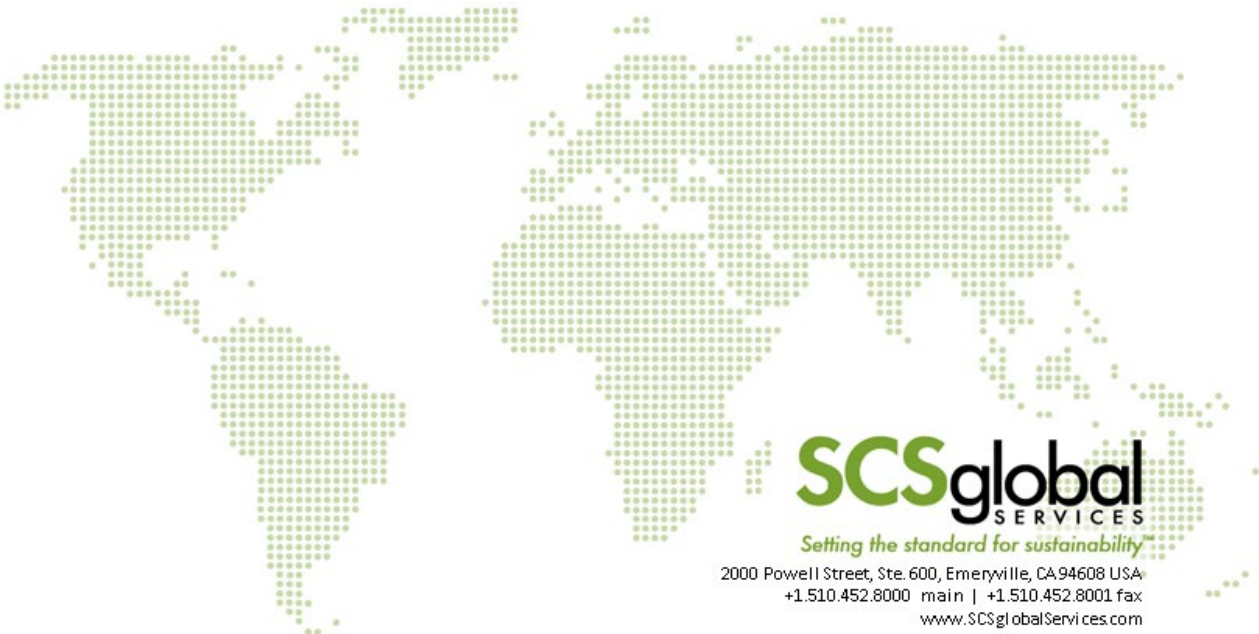 SCSglobal
SERVICES
Setting the standard for sustainability™
2000 Powell Street, Ste. 600, Emeryville, CA 94608 USA
+1.510.452.8000 main | +1.510.452.8001 fax
www.SCSglobalServices.com